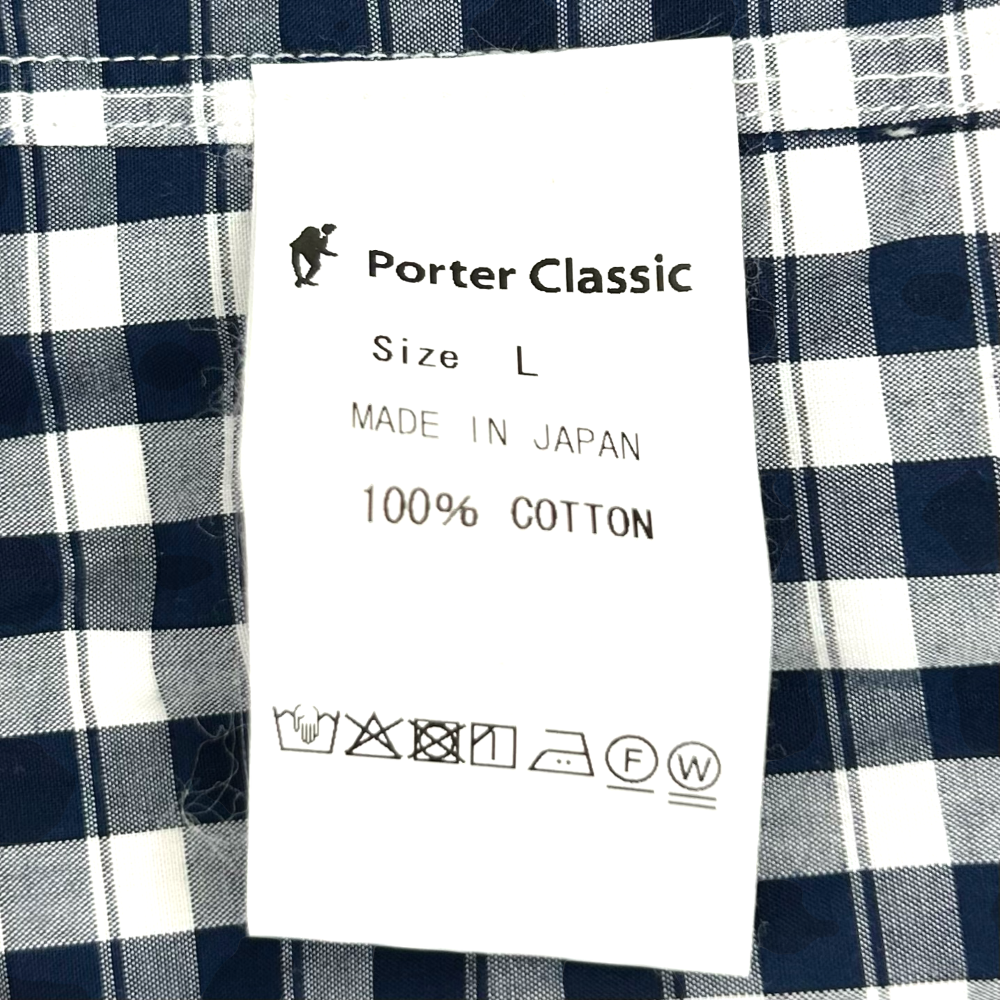 Porter Classic
Size L
MADE IN JAPAN
100% COTTON
F W